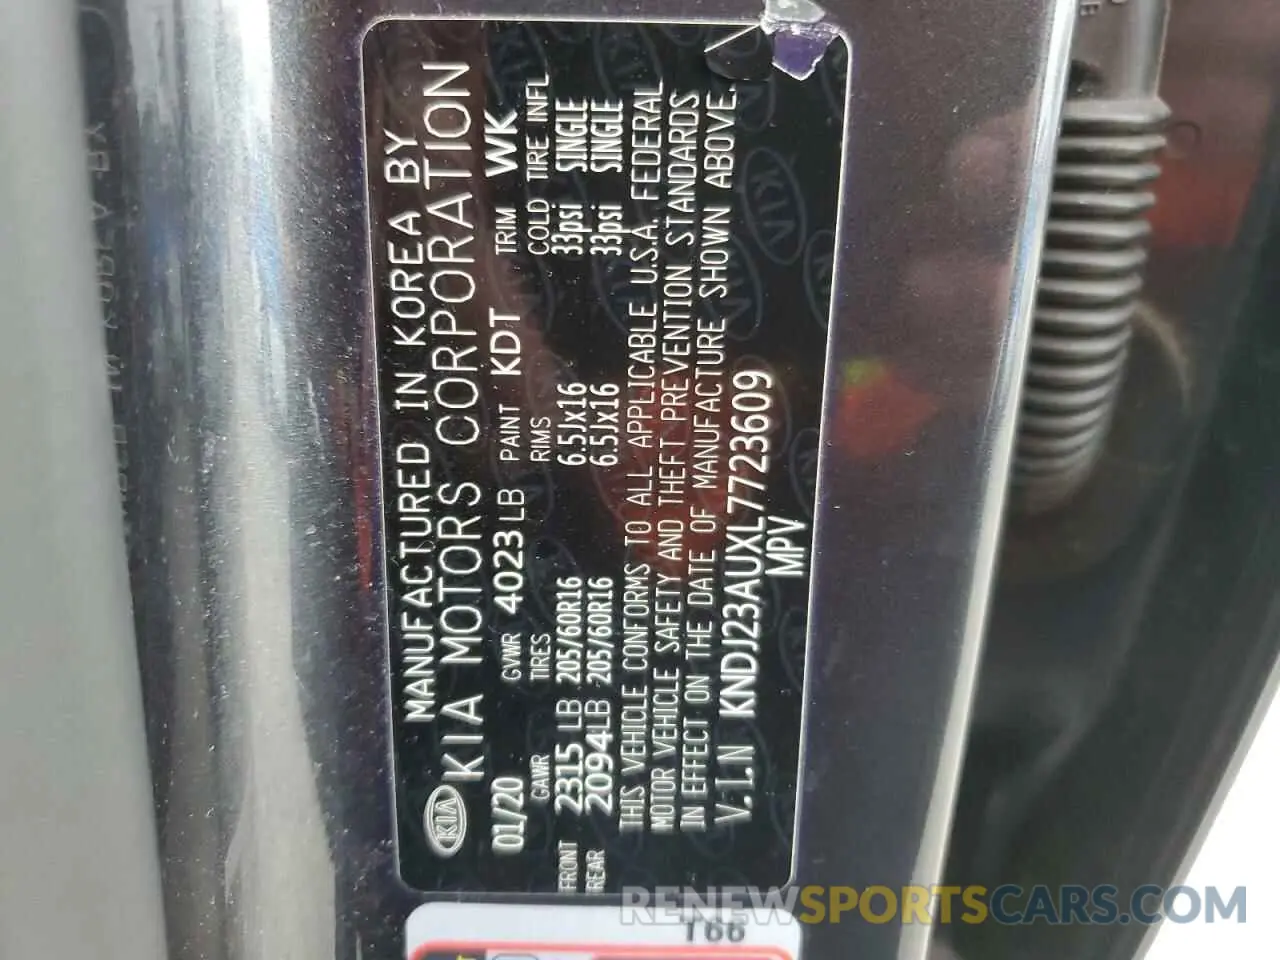 MANUFACTURED IN KOREA BY
KIA KIA MOTORS CORPORATION
01/20 GVWR 4023LB PAINT KDT TRIM WK
GAWR TIRES RIMS COLD TIRE INFL
FRONT 2315 LB 205/60R16 6.5Jx16 33psi SINGLE
REAR 2094LB 205/60R16 6.5Jx16 33psi SINGLE
THIS VEHICLE CONFORMS TO ALL APPLICABLE U.S.A. FEDERAL
MOTOR VEHICLE SAFETY AND THEFT PREVENTION STANDARDS
IN EFFECT ON THE DATE OF MANUFACTURE SHOWN ABOVE.
V.I.N KNDJ23AUXL7723609
MPV
T66
RENEWSPORTSCARS.COM